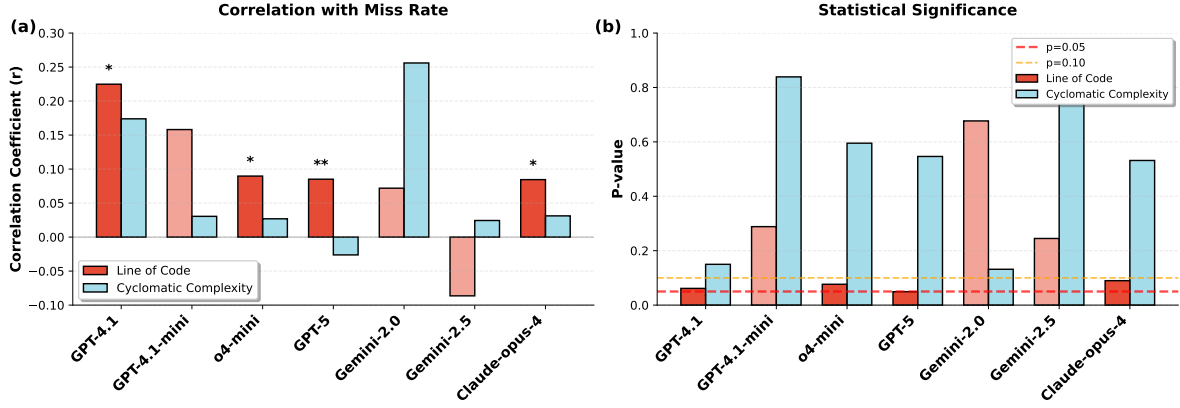 (a)
Correlation with Miss Rate
Correlation Coefficient (r)
0.30
0.25
0.20
0.15
0.10
0.05
0.00
−0.05
−0.10
*
*
**
*
Line of Code
Cyclomatic Complexity
GPT-4.1
GPT-4.1-mini
o4-mini
GPT-5
Gemini-2.0
Gemini-2.5
Claude-opus-4
(b)
Statistical Significance
P-value
1.0
0.8
0.6
0.4
0.2
0.0
p=0.05
p=0.10
Line of Code
Cyclomatic Complexity
GPT-4.1
GPT-4.1-mini
o4-mini
GPT-5
Gemini-2.0
Gemini-2.5
Claude-opus-4